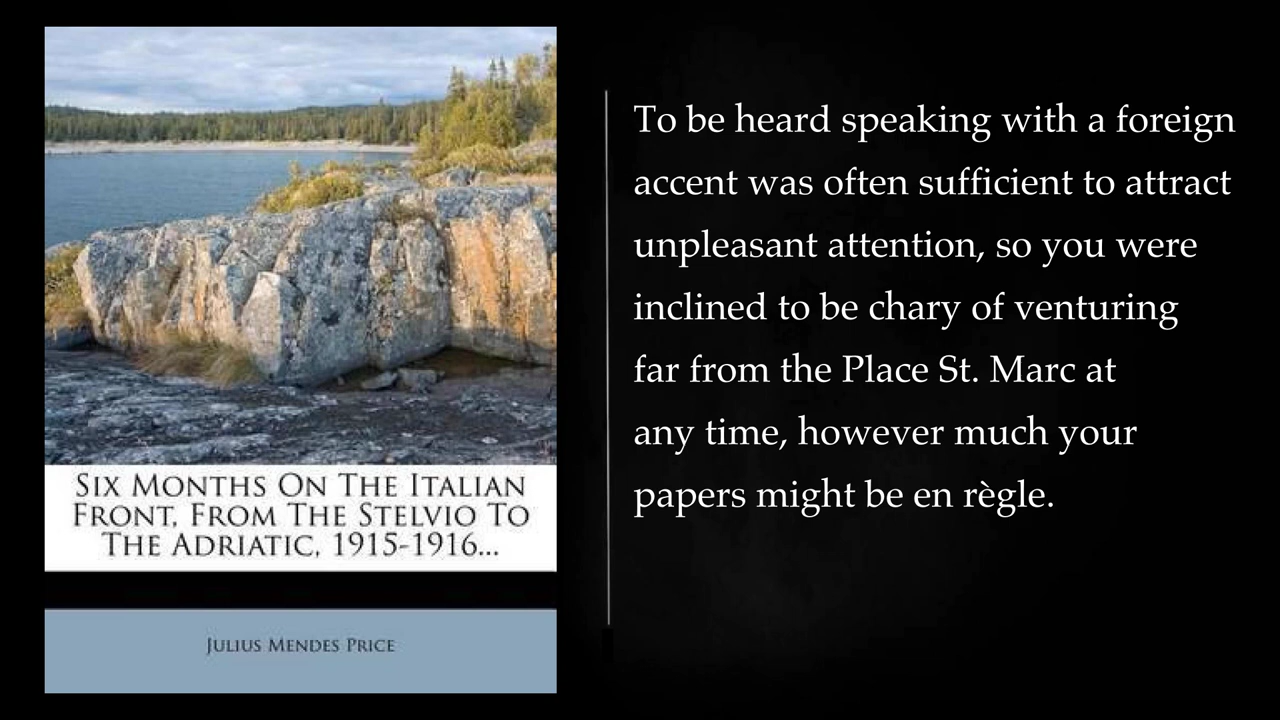 SIX MONTHS ON THE ITALIAN
FRONT, FROM THE STELVIO TO
THE ADRIATIC, 1915-1916...
JULIUS MENDES PRICE
To be heard speaking with a foreign
accent was often sufficient to attract
unpleasant attention, so you were
inclined to be chary of venturing
far from the Place St. Marc at
any time, however much your
papers might be en règle.